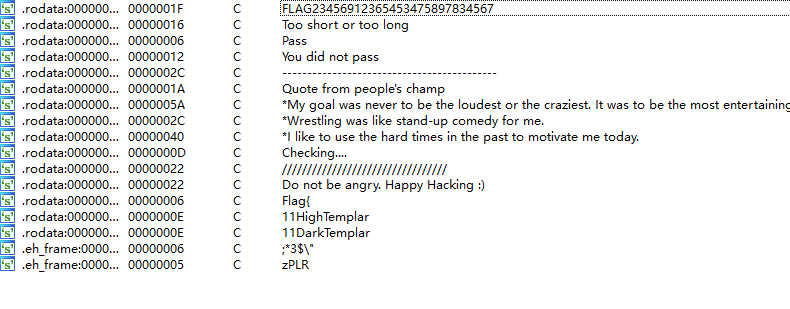 's' .rodata:000000... 0000001F C FLAG23456912365453475897834567
's' .rodata:000000... 00000016 C Too short or too long
's' .rodata:000000... 00000006 C Pass
's' .rodata:000000... 00000012 C You did not pass
's' .rodata:000000... 0000002C C -------------------------------------------
's' .rodata:000000... 0000001A C Quote from people's champ
's' .rodata:000000... 0000005A C *My goal was never to be the loudest or the craziest. It was to be the most entertaining
's' .rodata:000000... 0000002C C *Wrestling was like stand-up comedy for me.
's' .rodata:000000... 00000040 C *I like to use the hard times in the past to motivate me today.
's' .rodata:000000... 0000000D C Checking....
's' .rodata:000000... 00000022 C /////////////////////////////////
's' .rodata:000000... 00000022 C Do not be angry. Happy Hacking :)
's' .rodata:000000... 00000006 C Flag{
's' .rodata:000000... 0000000E C 11HighTemplar
's' .rodata:000000... 0000000E C 11DarkTemplar
's' .eh_frame:0000... 00000006 C ;*3$\"
's' .eh_frame:0000... 00000005 C zPLR